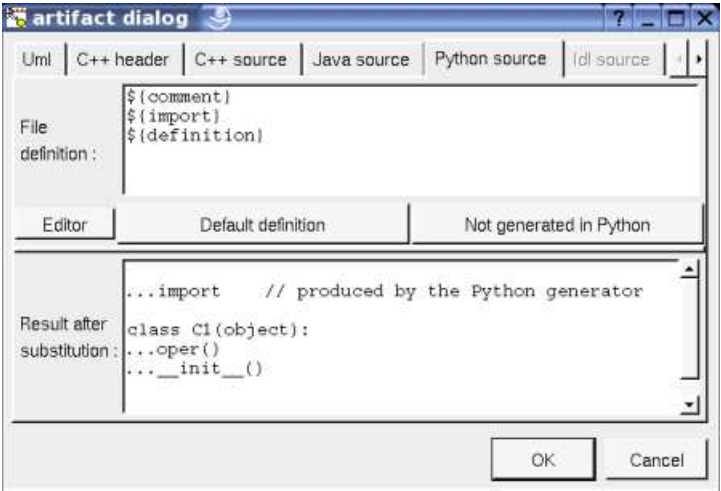 artifact dialog
Uml C++ header C++ source Java source Python source Idl source
File
definition :
${comment}
${import}
${definition}
Editor Default definition Not generated in Python
Result after
substitution :
...import // produced by the Python generator
class C1(object):
...oper()
...__init__()
OK Cancel